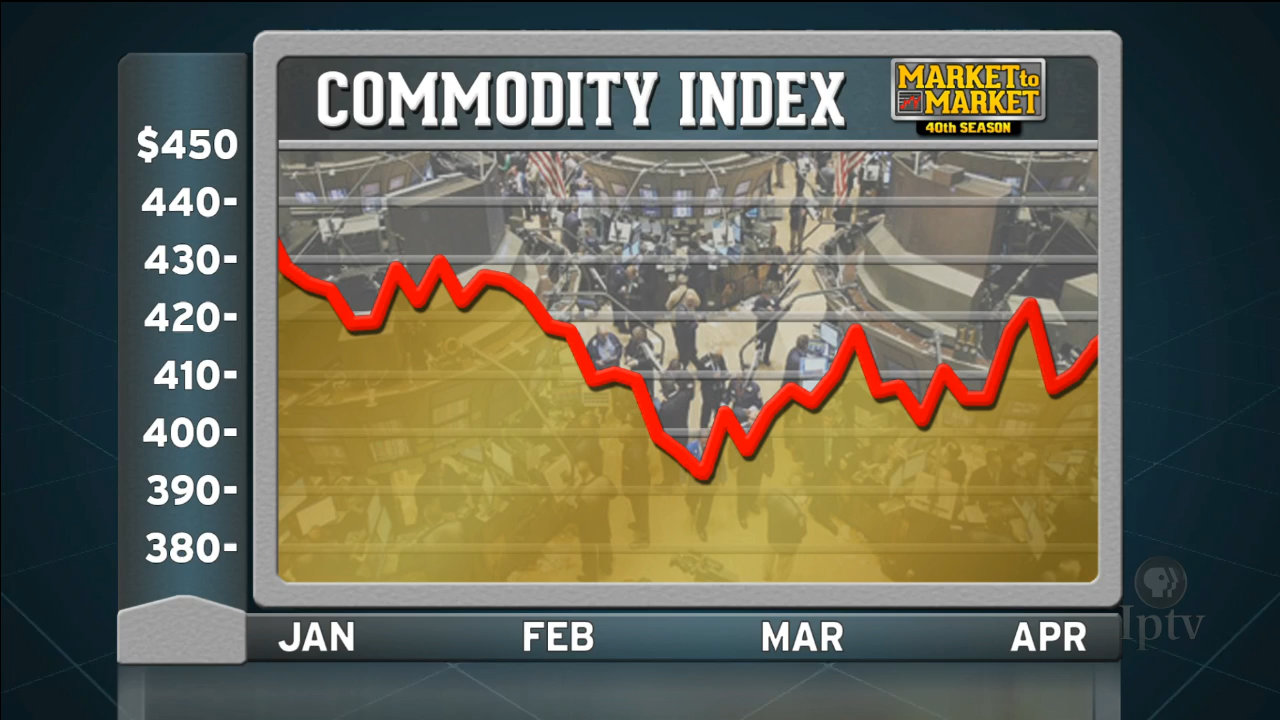 COMMODITY INDEX
MARKET to
MARKET
40th SEASON
$450
440-
430-
420-
410-
400-
390-
380-
JAN FEB MAR APR
Iptv